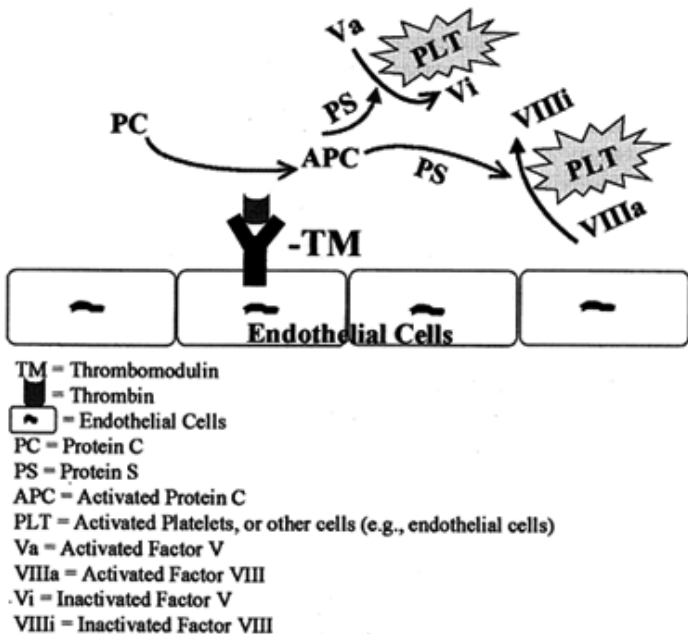 Va
PLT
Vi
PS
PC
APC
PS
VIIIi
PLT
VIIIa
-TM
Endothelial Cells
TM = Thrombomodulin
= Thrombin
= Endothelial Cells
PC = Protein C
PS = Protein S
APC = Activated Protein C
PLT = Activated Platelets, or other cells (e.g., endothelial cells)
Va = Activated Factor V
VIIIa = Activated Factor VIII
Vi = Inactivated Factor V
VIIIi = Inactivated Factor VIII